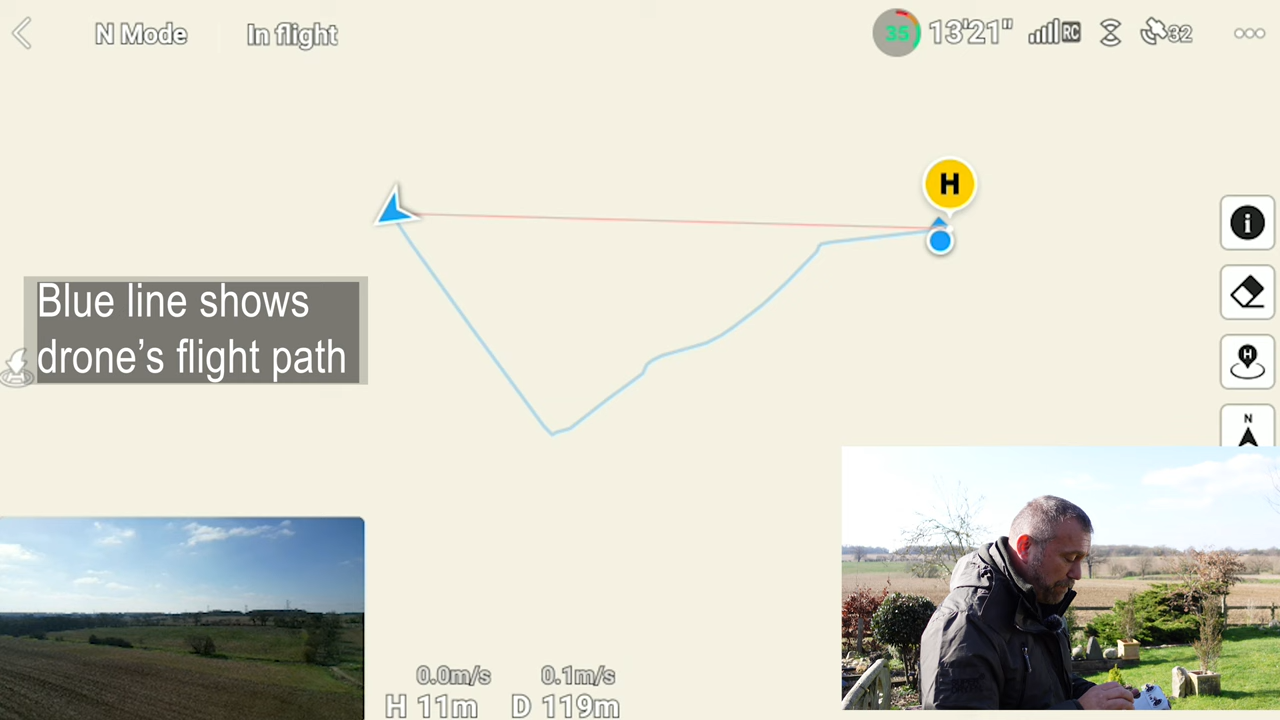 N Mode
In flight
35
13'21"
RC
32
H
Blue line shows
drone's flight path
H
N
0.0m/s
0.1m/s
H 11m
D 119m